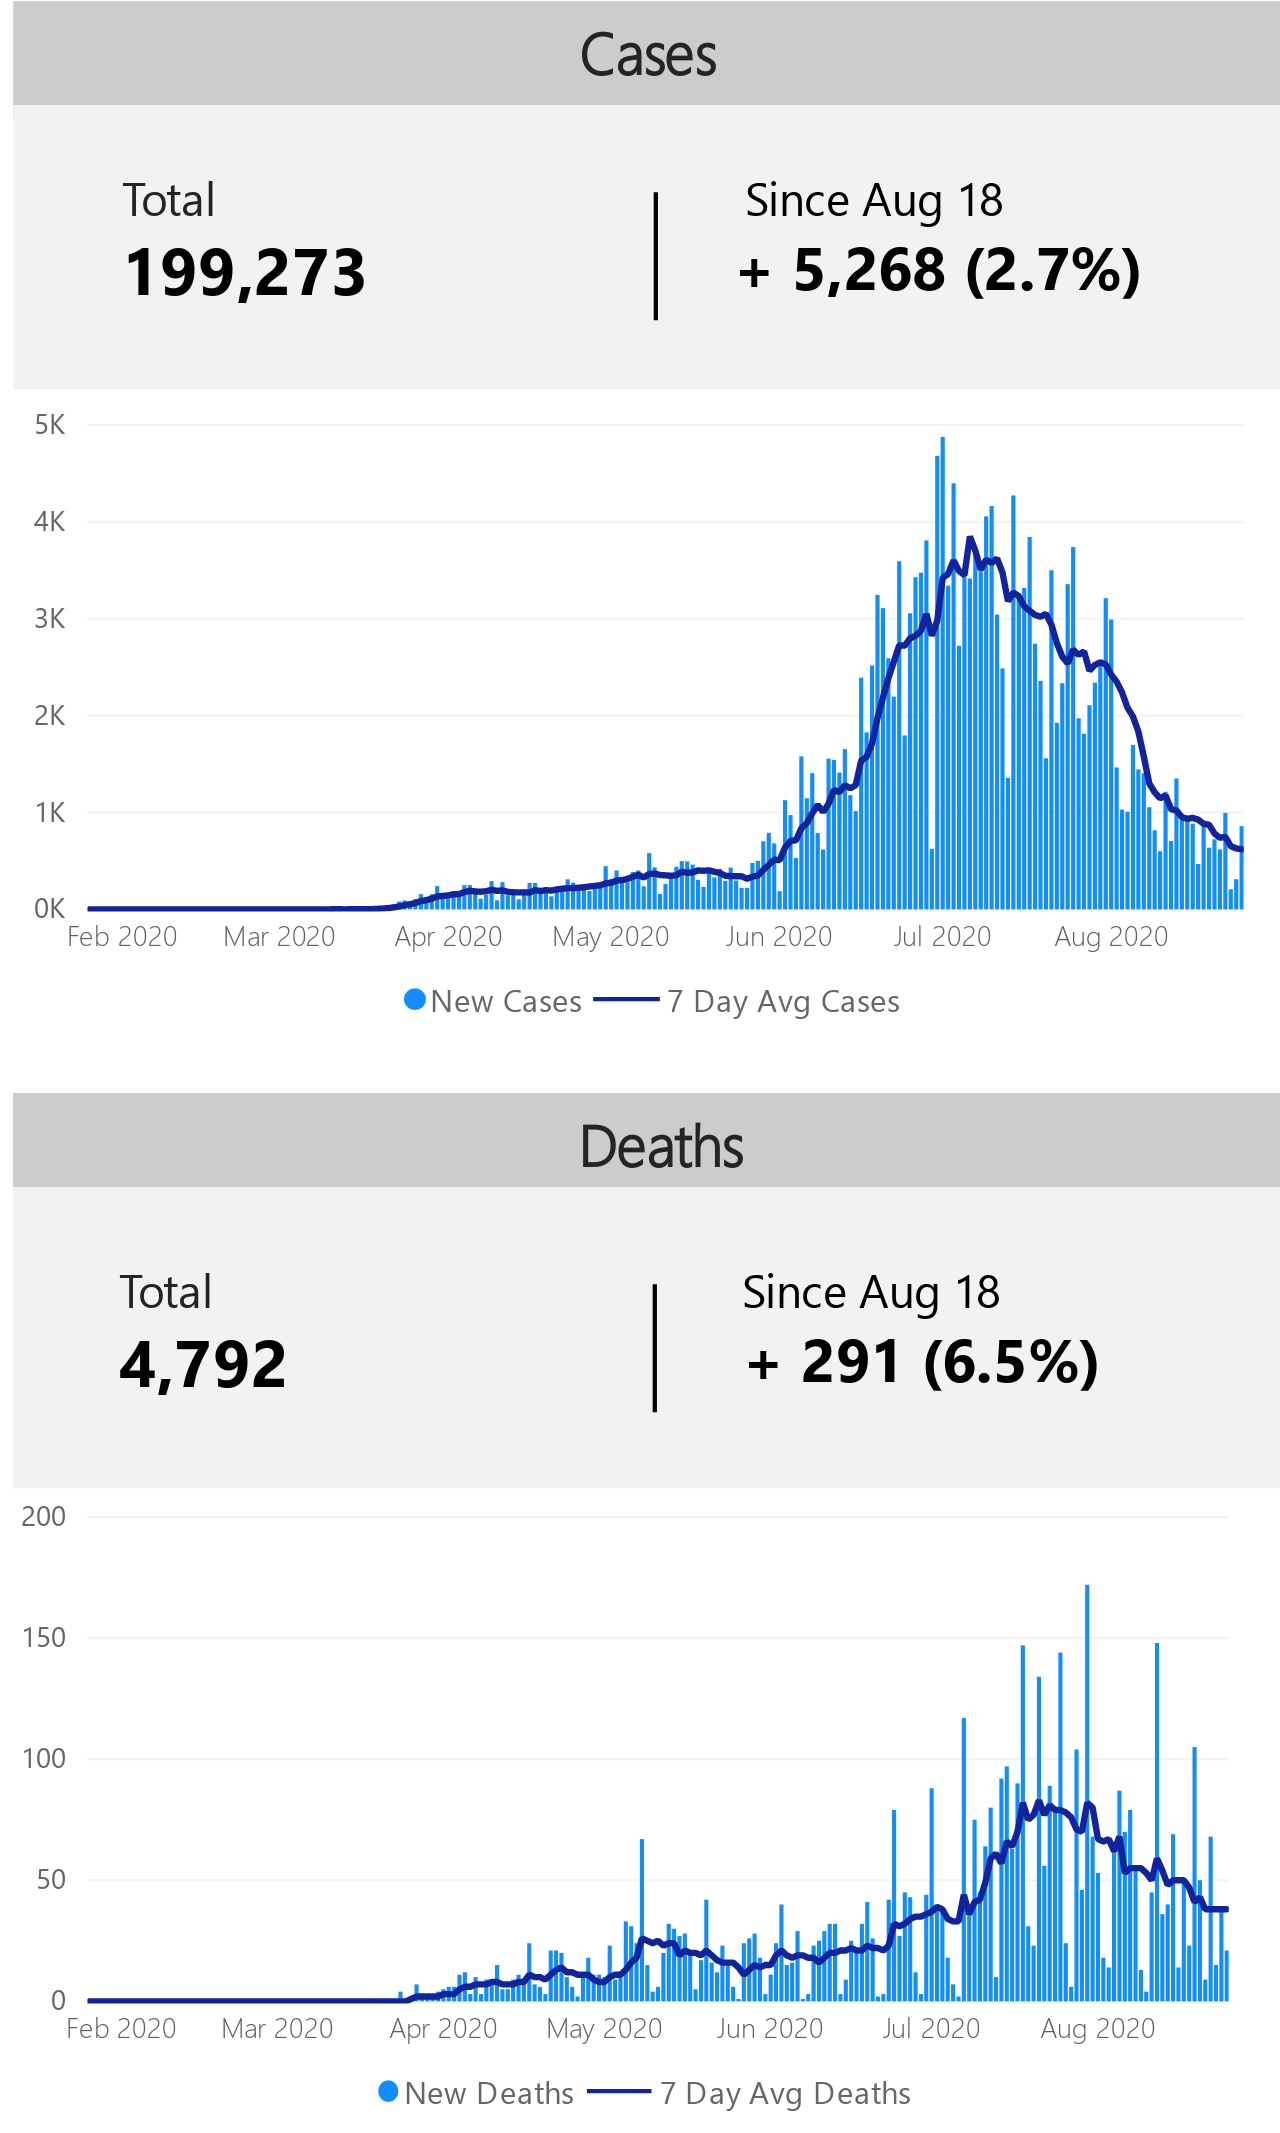 Cases
Total
Since Aug 18
199,273
+ 5,268 (2.7%)
5K
4K
3K
2K
1K
0K
Feb 2020 Mar 2020 Apr 2020 May 2020 Jun 2020 Jul 2020 Aug 2020
New Cases 7 Day Avg Cases
Deaths
Total
Since Aug 18
4,792
+ 291 (6.5%)
200
150
100
50
0
Feb 2020 Mar 2020 Apr 2020 May 2020 Jun 2020 Jul 2020 Aug 2020
New Deaths 7 Day Avg Deaths